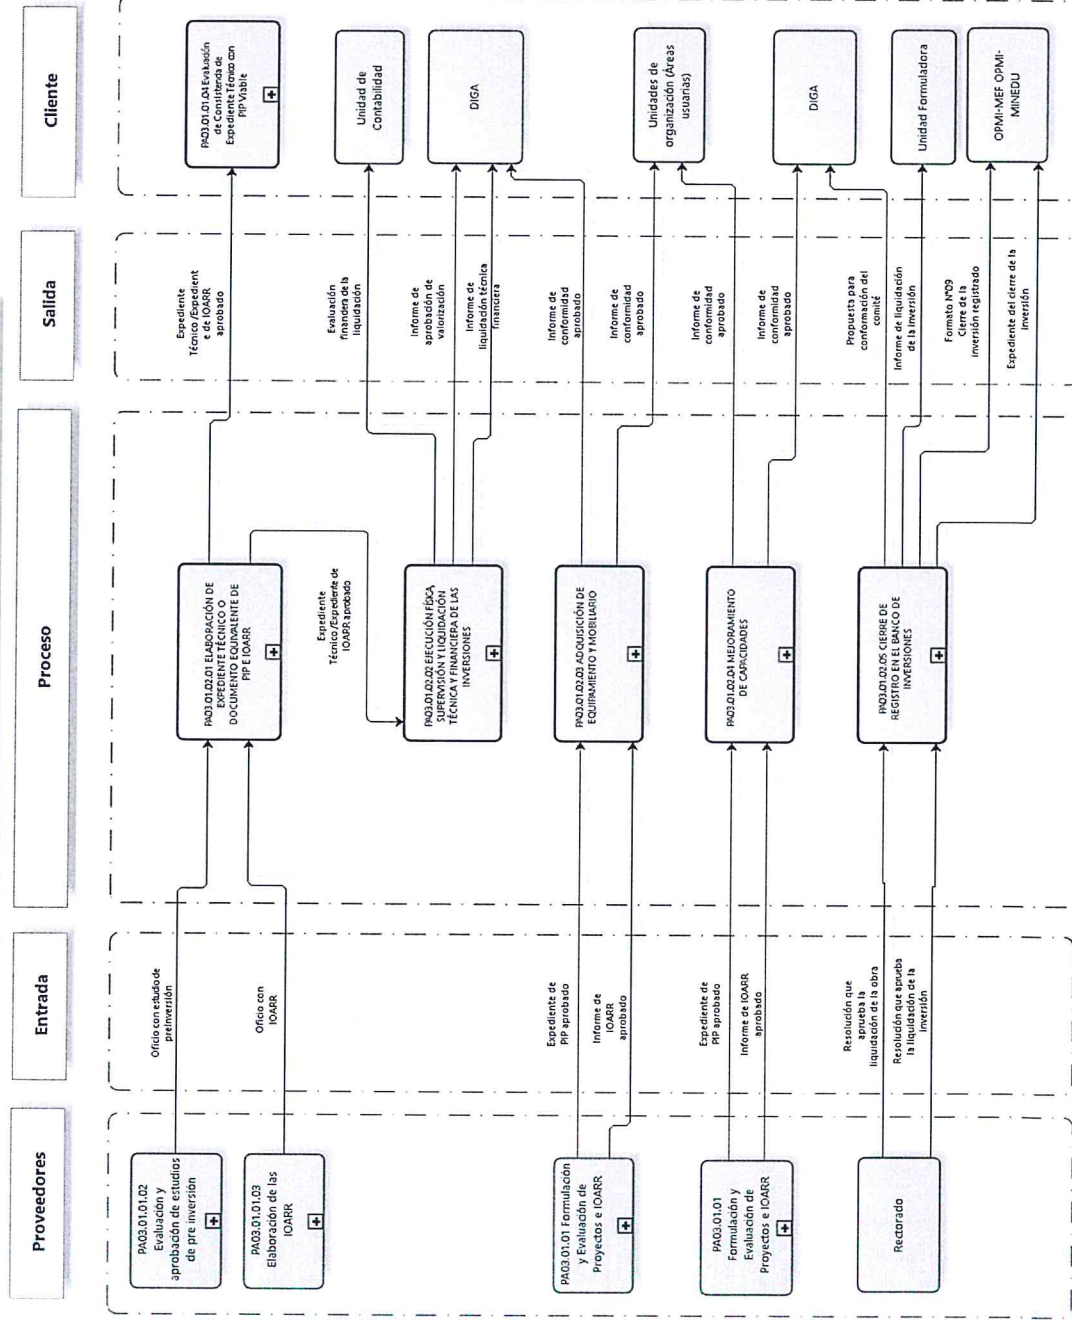 Proveedores
Entrada
Proceso
Salida
Cliente
PA03.01.01.02
Evaluación y
aprobación de estudios
de pre inversión
Oficio con estudio de
preinversión
PA03.01.01.03
Elaboración de las
IOARR
Oficio con
IOARR
PA03.01.02.01 ELABORACIÓN DE
EXPEDIENTE TÉCNICO O
DOCUMENTO EQUIVALENTE DE
PIP E IOARR
Expediente
Técnico /Expedient
e de IOARR
aprobado
PA03.01.01.04 Evaluación
de Consistencia de
Expediente Técnico con
PIP Viable
Expediente
Técnico /Expediente de
IOARR aprobado
PA03.01.02.02 EJECUCIÓN FÍSICA,
SUPERVISIÓN Y LIQUIDACIÓN
TÉCNICA Y FINANCIERA DE LAS
INVERSIONES
Evaluación
financiera de la
liquidación
Unidad de
Contabilidad
Informe de
aprobación de
valorización
Informe de
liquidación técnica
financiera
DIGA
PA03.01.01 Formulación
y Evaluación de
Proyectos e IOARR
Expediente de
PIP aprobado
Informe de
IOARR
aprobado
PA03.01.02.03 ADQUISICIÓN DE
EQUIPAMIENTO Y MOBILIARIO
Informe de
conformidad
aprobado
Informe de
conformidad
aprobado
Unidades de
organización (Áreas
usuarias)
PA03.01.01
Formulación y
Evaluación de
Proyectos e IOARR
Expediente de
PIP aprobado
Informe de IOARR
aprobado
PA03.01.02.04 MEJORAMIENTO
DE CAPACIDADES
Informe de
conformidad
aprobado
Informe de
conformidad
aprobado
DIGA
Rectorado
Resolución que
aprueba la
liquidación de la obra
Resolución que aprueba
la liquidación de la
inversión
PA03.01.02.05 CIERRE DE
REGISTRO EN EL BANCO DE
INVERSIONES
Propuesta para
conformación del
comité
Informe de liquidación
de la inversión
Formato N°09
Cierre de la
inversión registrado
Expediente del cierre de la
inversión
Unidad Formuladora
OPMI-MEF OPMI-
MINEDU